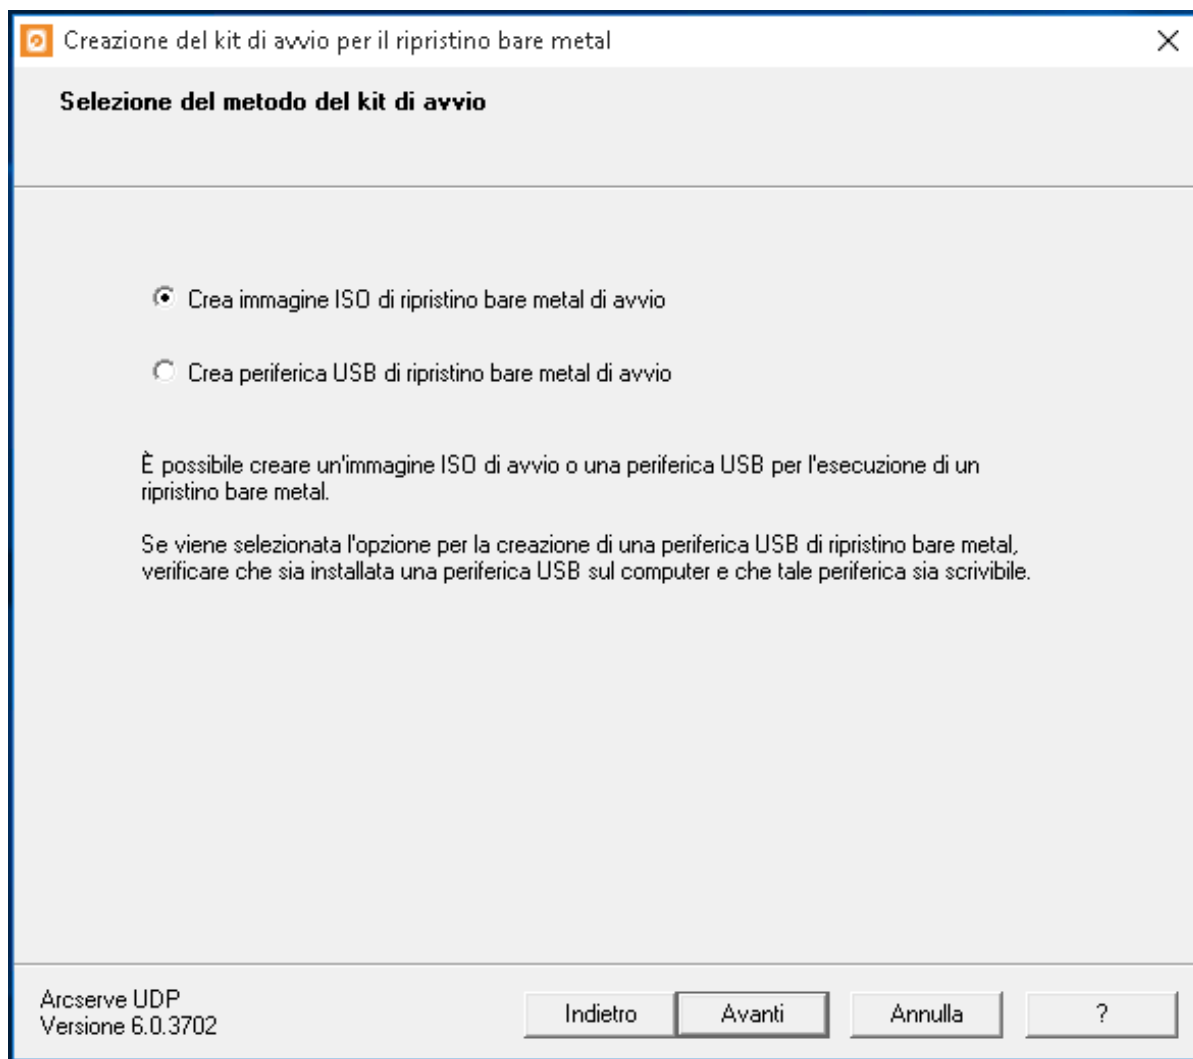 Creazione del kit di avvio per il ripristino bare metal
Selezione del metodo del kit di avvio
Crea immagine ISO di ripristino bare metal di avvio
Crea periferica USB di ripristino bare metal di avvio
È possibile creare un'immagine ISO di avvio o una periferica USB per l'esecuzione di un
ripristino bare metal.
Se viene selezionata l'opzione per la creazione di una periferica USB di ripristino bare metal,
verificare che sia installata una periferica USB sul computer e che tale periferica sia scrivibile.
Arcserve UDP
Versione 6.0.3702
Indietro Avanti Annulla ?